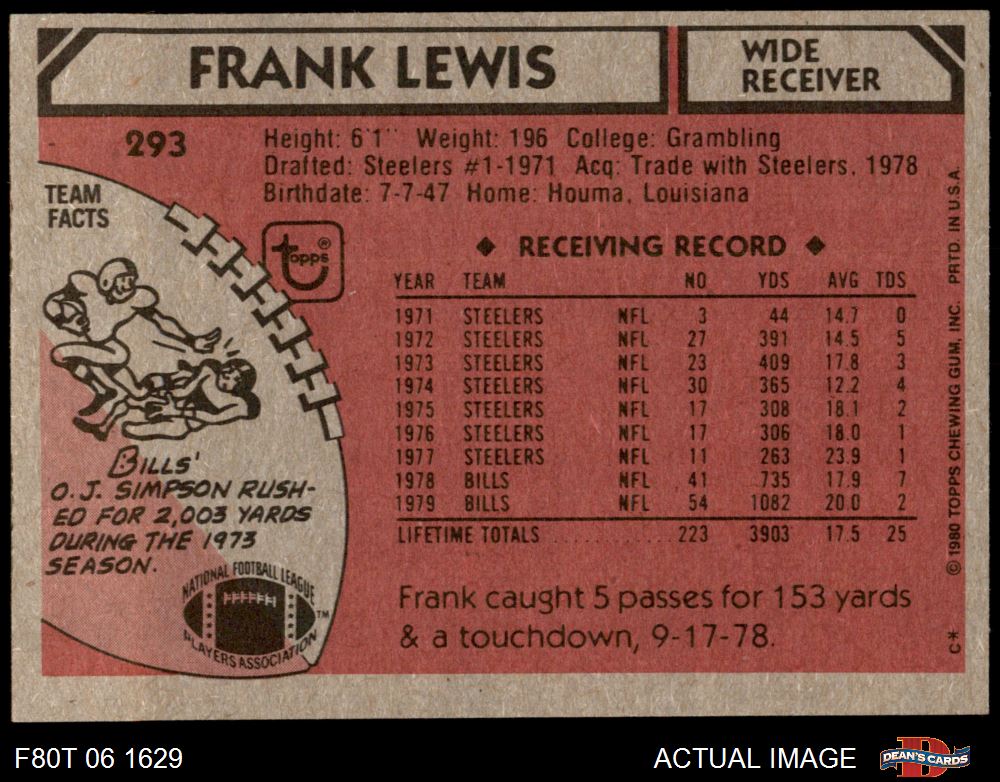 FRANK LEWIS
WIDE
RECEIVER
293
Height: 6'1" Weight: 196 College: Grambling
Drafted: Steelers #1-1971 Acq: Trade with Steelers, 1978
Birthdate: 7-7-47 Home: Houma, Louisiana
TEAM
FACTS
topps®
◆ RECEIVING RECORD ◆
YEAR TEAM NO YDS AVG TDS
1971 STEELERS NFL 3 44 14.7 0
1972 STEELERS NFL 27 391 14.5 5
1973 STEELERS NFL 23 409 17.8 3
1974 STEELERS NFL 30 365 12.2 4
1975 STEELERS NFL 17 308 18.1 2
1976 STEELERS NFL 17 306 18.0 1
1977 STEELERS NFL 11 263 23.9 1
1978 BILLS NFL 41 735 17.9 7
1979 BILLS NFL 54 1082 20.0 2
LIFETIME TOTALS ............ 223 3903 17.5 25
BILLS'
O.J. SIMPSON RUSH-
ED FOR 2,003 YARDS
DURING THE 1973
SEASON.
NATIONAL FOOTBALL LEAGUE
PLAYERS ASSOCIATION ™
Frank caught 5 passes for 153 yards
& a touchdown, 9-17-78.
C* © 1980 TOPPS CHEWING GUM, INC. PRTD. IN U.S.A.
F80T 06 1629
ACTUAL IMAGE
DEAN'S CARDS